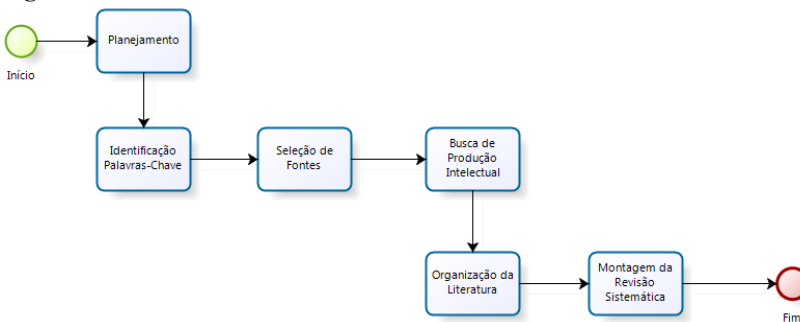 Planejamento
Início
Identificação
Palavras-Chave
Seleção de
Fontes
Busca de
Produção
Intelectual
Organização da
Literatura
Montagem da
Revisão
Sistemática
Fim